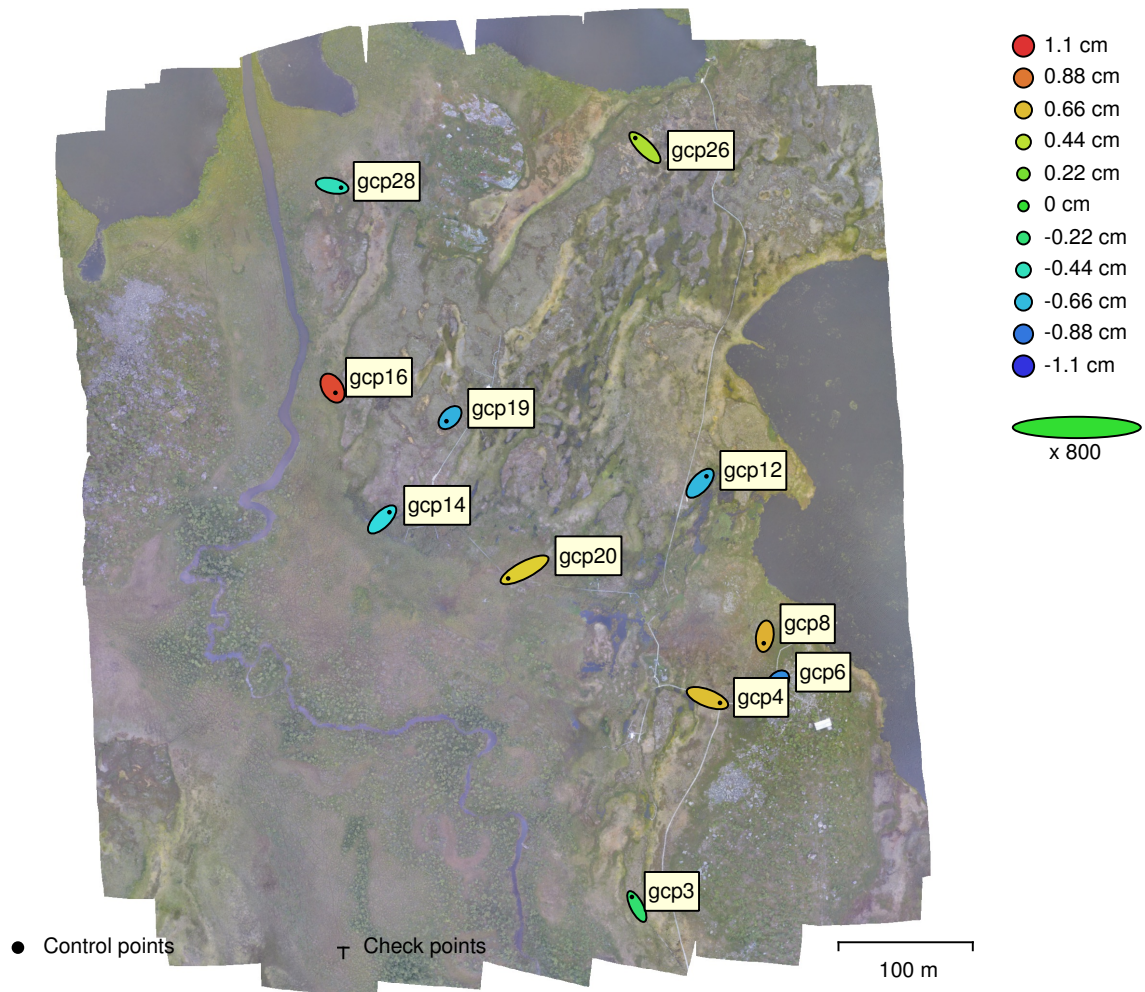 1.1 cm
0.88 cm
0.66 cm
0.44 cm
0.22 cm
0 cm
-0.22 cm
-0.44 cm
-0.66 cm
-0.88 cm
-1.1 cm
x 800
gcp26
gcp28
gcp16
gcp19
gcp12
gcp14
gcp20
gcp8
gcp6
gcp4
gcp3
Control points
Check points
100 m